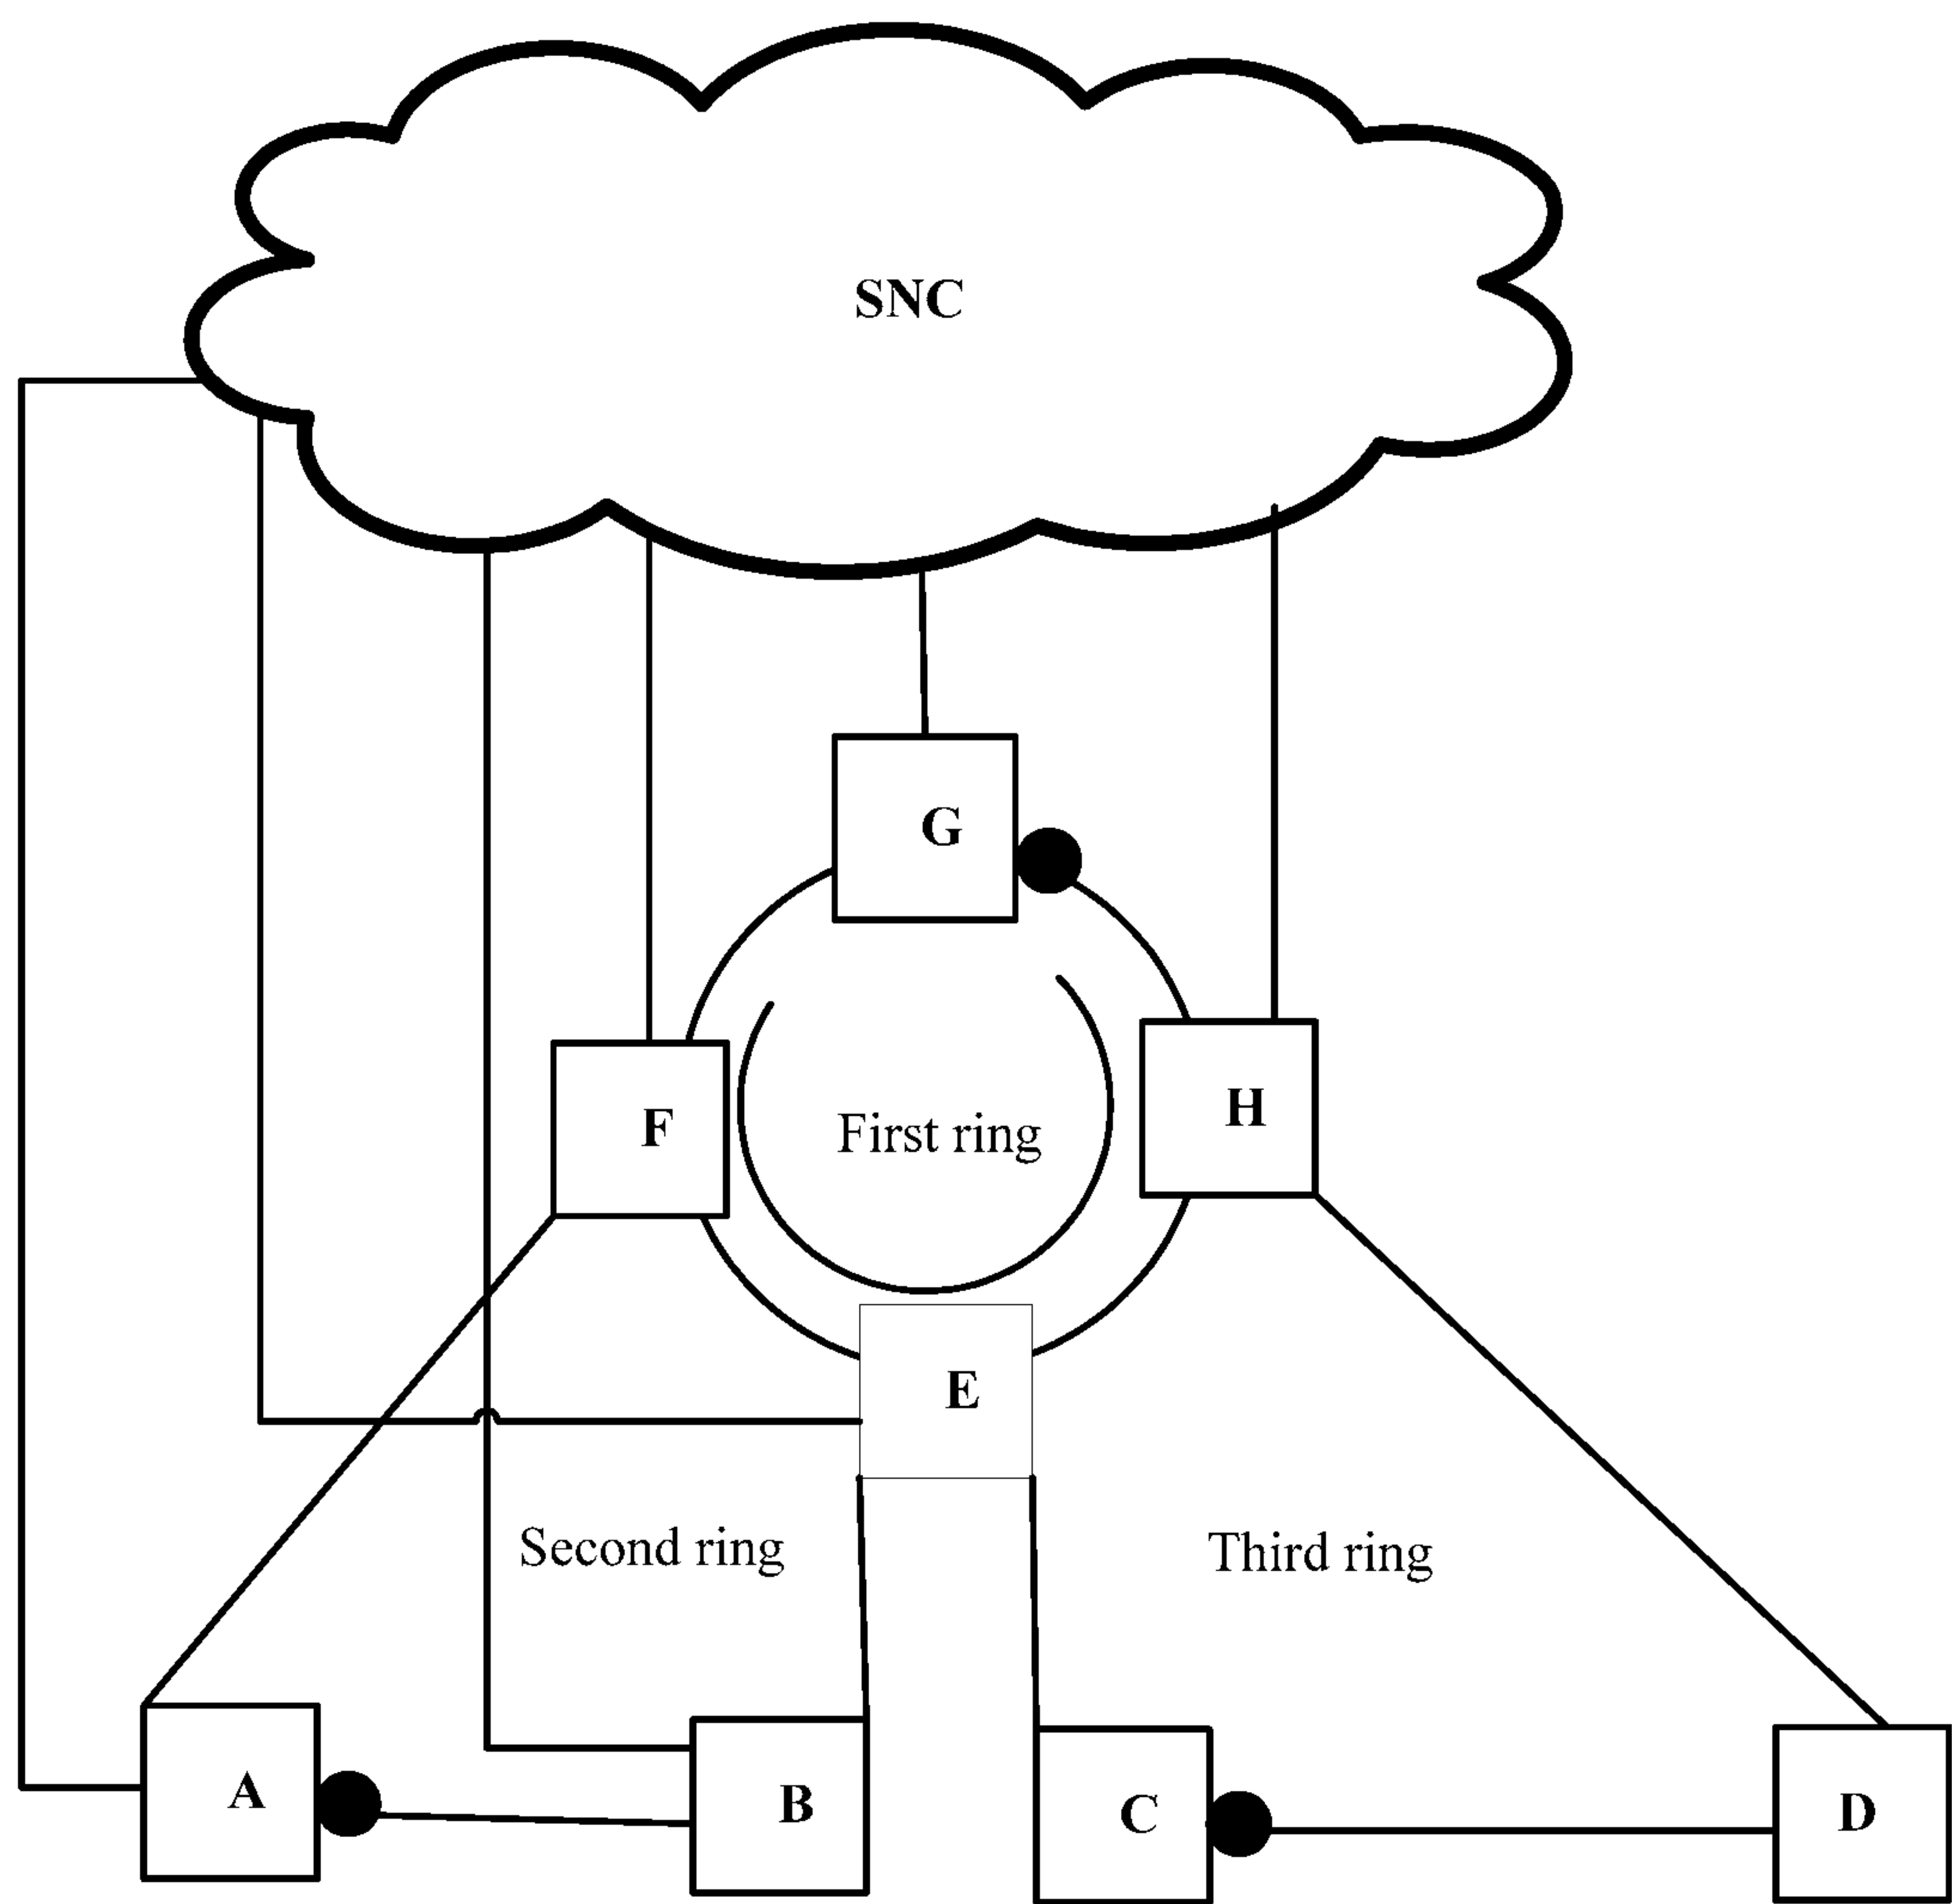 SNC
G
F
H
First ring
E
Second ring
Third ring
A
B
C
D